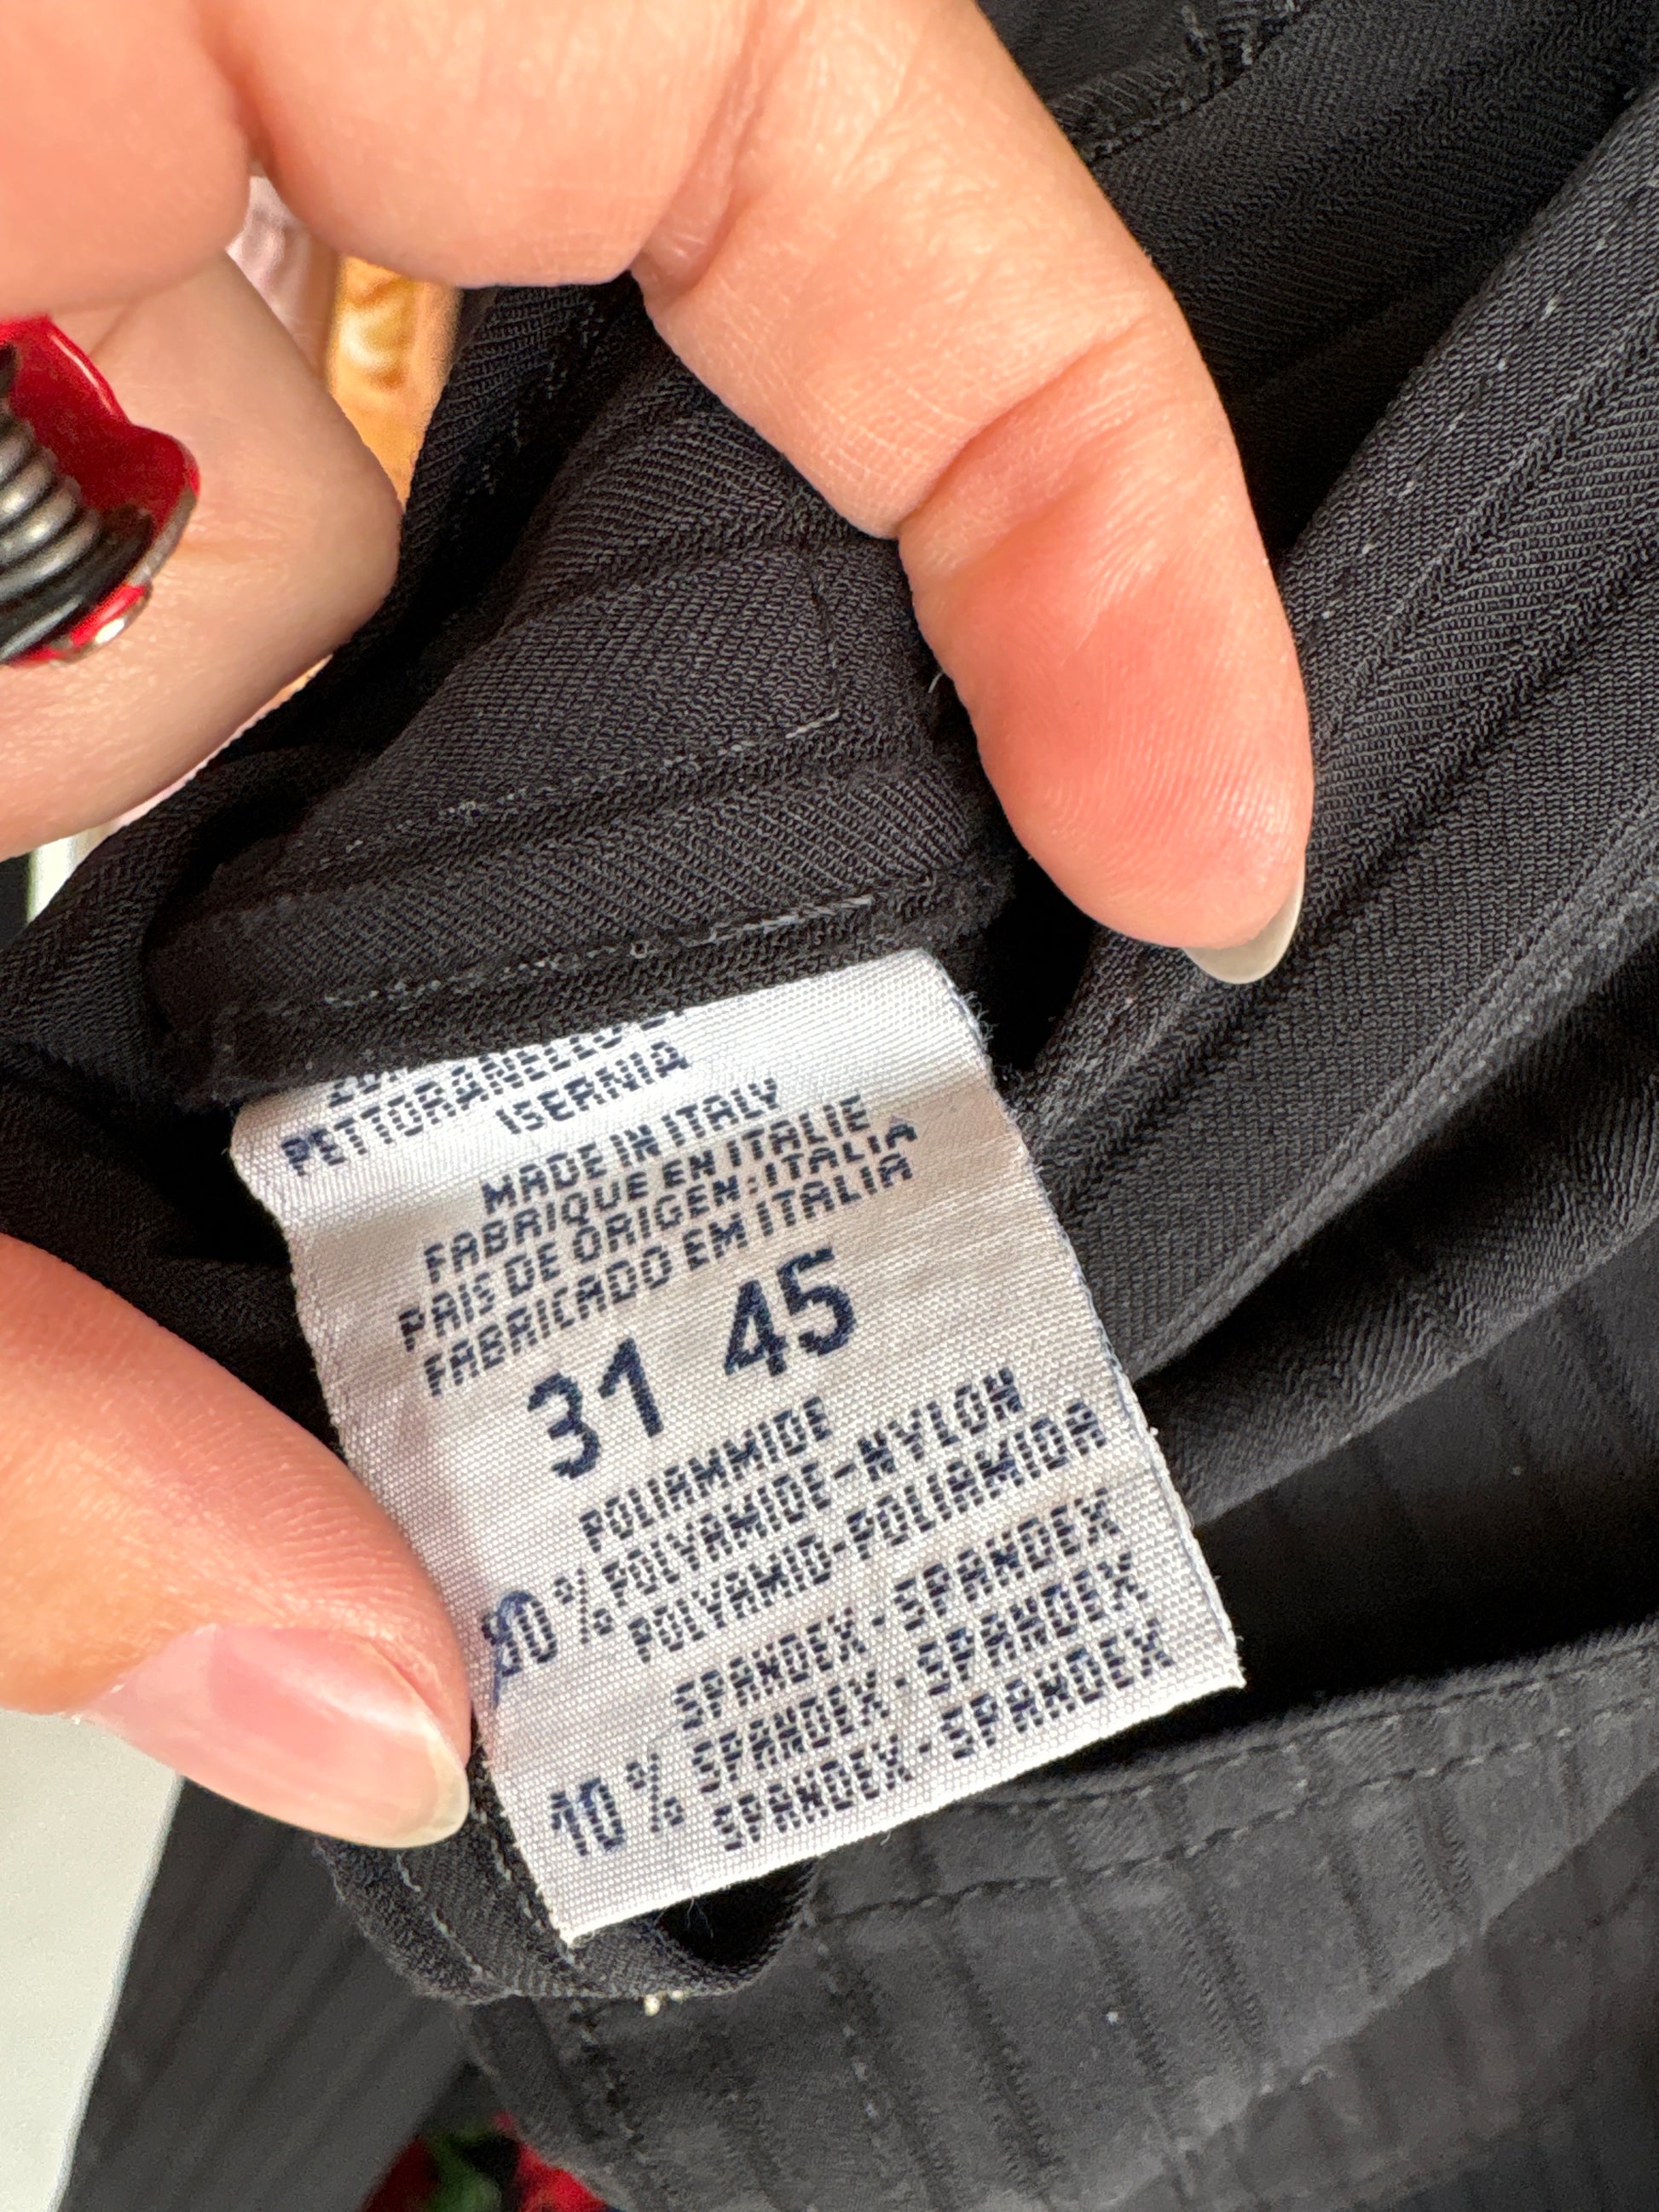 PETTORANELLO
ISERNIA
MADE IN ITALY
FABRIQUE EN ITALIE
PAIS DE ORIGEN: ITALIA
FABRICADO EM ITALIA
31 45
POLIAMMIDE
POLYAMIDE-NYLON
POLYAMID-POLIAMIDA
SPANDEX-SPANDEX
10% SPANDEX-SPANDEX
SPANDEX-SPANDEX